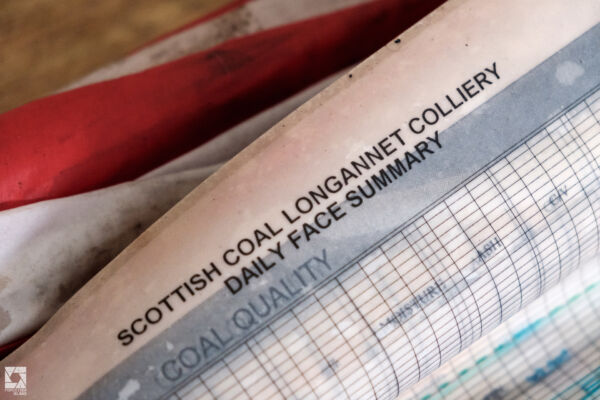 SCOTTISH COAL LONGANNET COLLIERY
DAILY FACE SUMMARY
COAL QUALITY
MOISTURE ASH CV